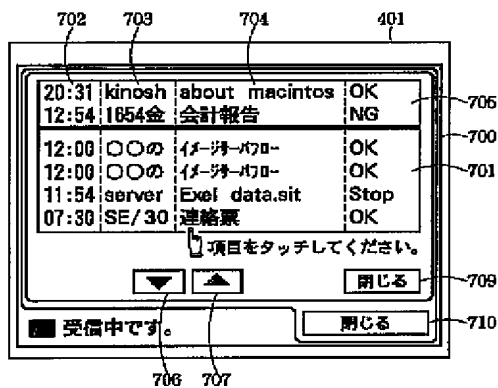 702 703 704 401
20:31 kinosh about macintos OK
12:54 1654金 会計報告 NG
705
700
12:00 〇〇の ｲﾒｰｼﾞｻｰﾊﾞﾌﾛｰ OK
12:00 〇〇の ｲﾒｰｼﾞｻｰﾊﾞﾌﾛｰ OK
701
11:54 server Exel data.sit Stop
07:30 SE/30 連絡票 OK
項目をタッチしてください。
▼ ▲ 閉じる
709
受信中です。 閉じる
710
706 707